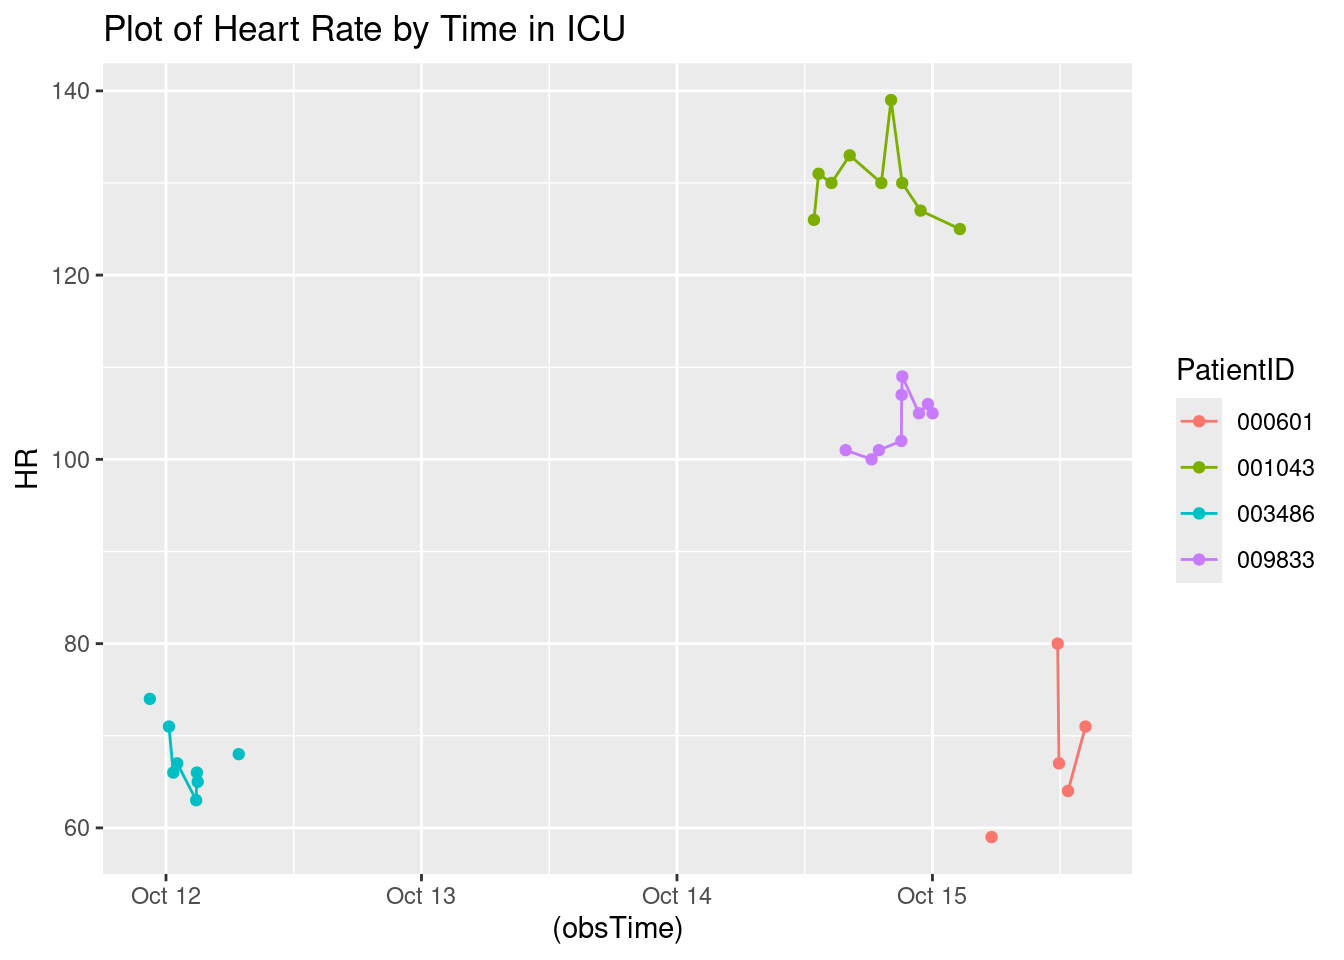 Plot of Heart Rate by Time in ICU
140
120
100
80
60
HR
Oct 12
Oct 13
Oct 14
Oct 15
(obsTime)
PatientID
000601
001043
003486
009833